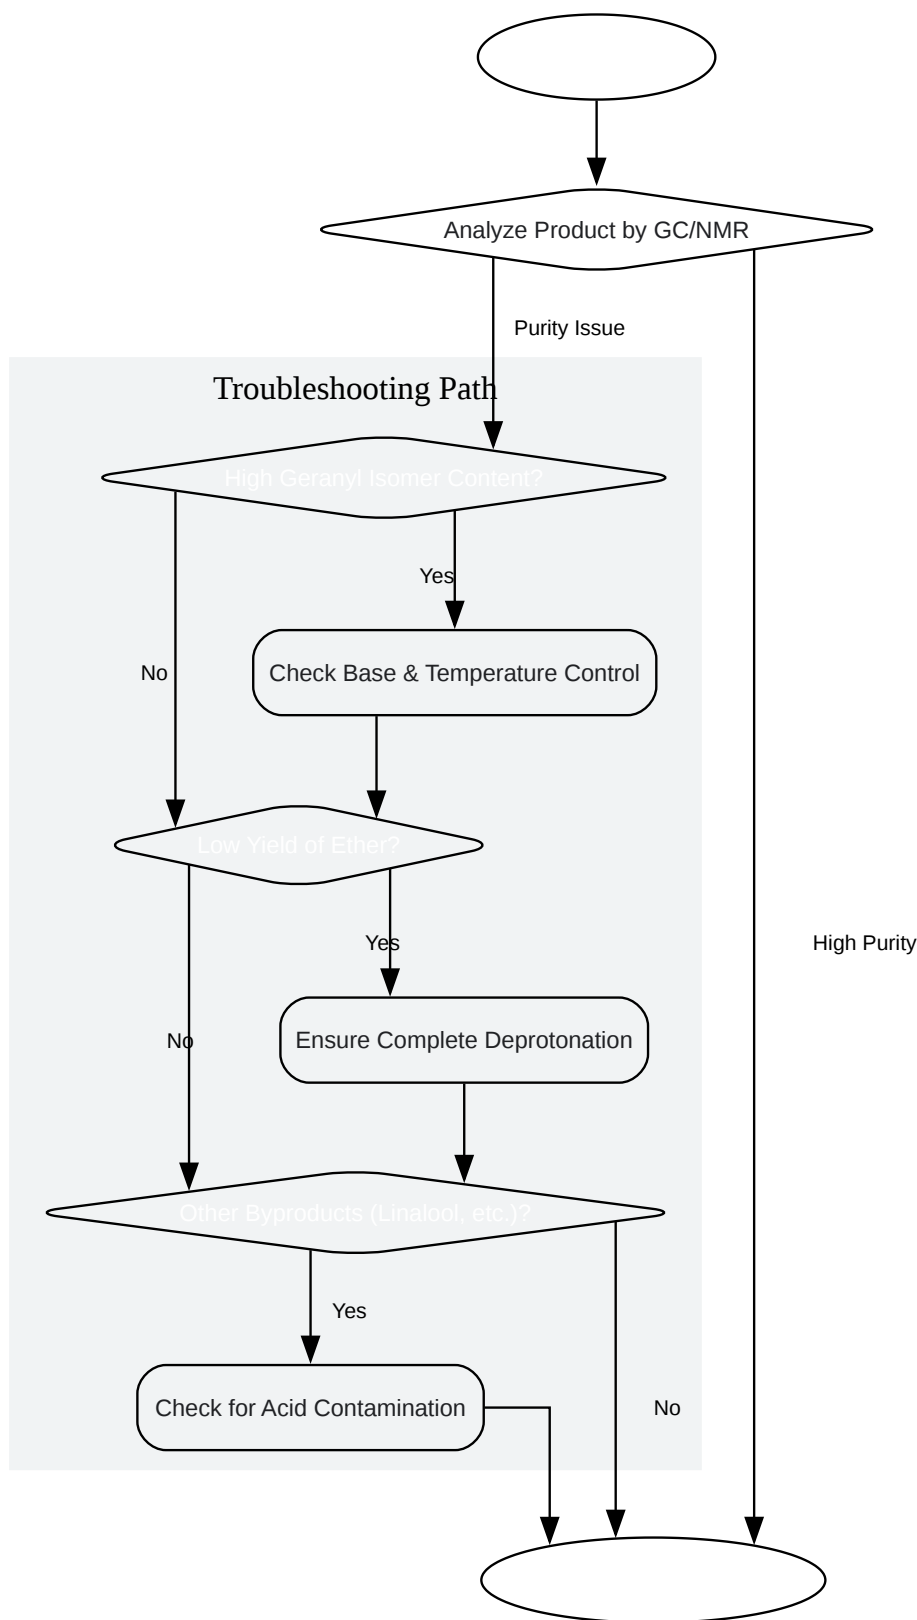 Analyze Product by GC/NMR
Purity Issue
Troubleshooting Path
High Geranyl Isomer Content?
Yes
No
Check Base & Temperature Control
Low Yield of Ether?
Yes
High Purity
No
Ensure Complete Deprotonation
Other Byproducts (Linalool, etc.)?
Yes
Check for Acid Contamination
No